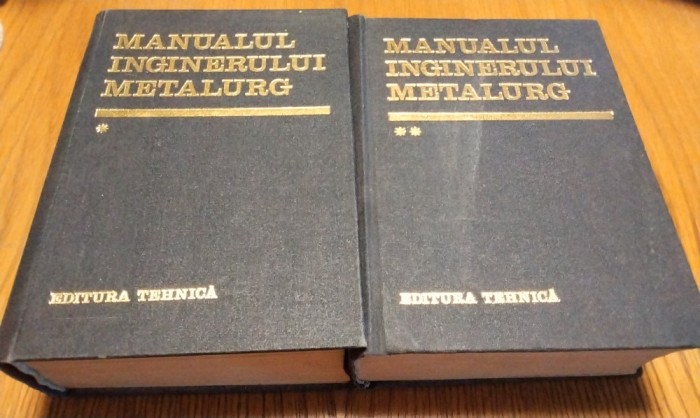 MANUALUL
INGINERULUI
METALURG
*
EDITURA TEHNICĂ
MANUALUL
INGINERULUI
METALURG
**
EDITURA TEHNICĂ